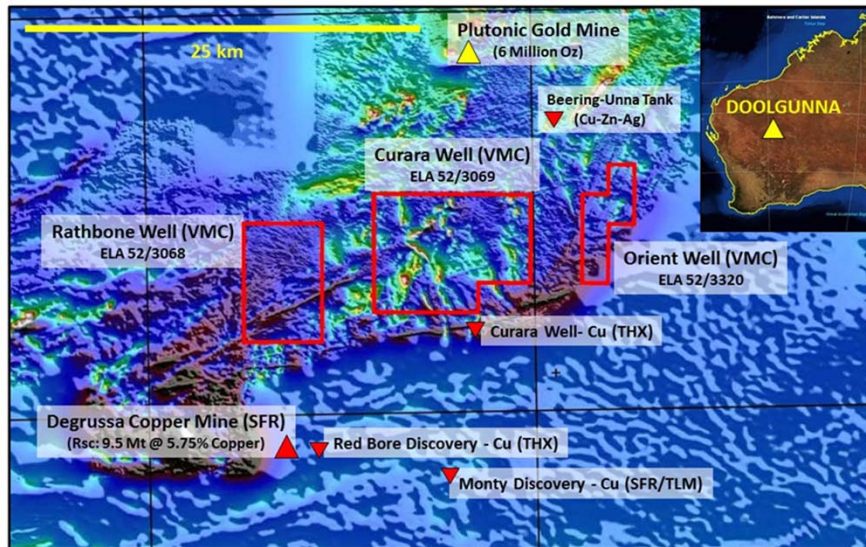 25 km
Plutonic Gold Mine
(6 Million Oz)
DOOLGUNNA
Beering-Unna Tank
(Cu-Zn-Ag)
Curara Well (VMC)
ELA 52/3069
Rathbone Well (VMC)
ELA 52/3068
Orient Well (VMC)
ELA 52/3320
Curara Well- Cu (THX)
Degrussa Copper Mine (SFR)
(Rsc: 9.5 Mt @ 5.75% Copper)
Red Bore Discovery - Cu (THX)
Monty Discovery - Cu (SFR/TLM)